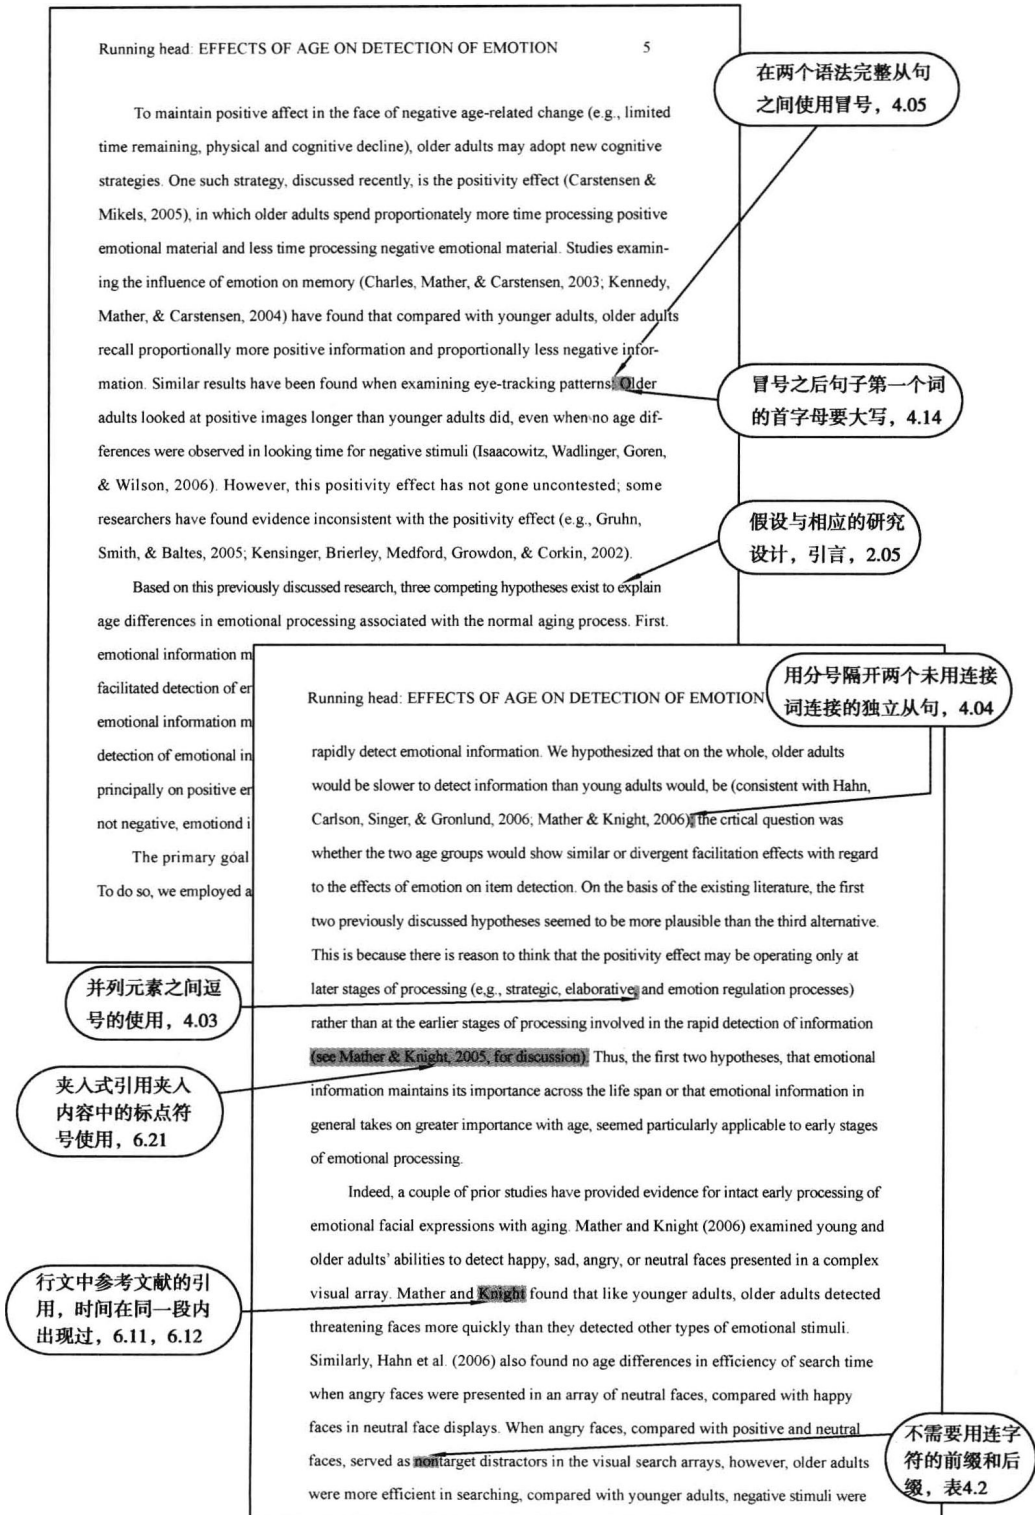 Running head: EFFECTS OF AGE ON DETECTION OF EMOTION 5
To maintain positive affect in the face of negative age-related change (e.g., limited
time remaining, physical and cognitive decline), older adults may adopt new cognitive
strategies. One such strategy, discussed recently, is the positivity effect (Carstensen &
Mikels, 2005), in which older adults spend proportionately more time processing positive
emotional material and less time processing negative emotional material. Studies examin-
ing the influence of emotion on memory (Charles, Mather, & Carstensen, 2003; Kennedy,
Mather, & Carstensen, 2004) have found that compared with younger adults, older adults
recall proportionally more positive information and proportionally less negative infor-
mation. Similar results have been found when examining eye-tracking patterns: Older
adults looked at positive images longer than younger adults did, even when no age dif-
ferences were observed in looking time for negative stimuli (Isaacowitz, Wadlinger, Goren,
& Wilson, 2006). However, this positivity effect has not gone uncontested; some
researchers have found evidence inconsistent with the positivity effect (e.g., Gruhn,
Smith, & Baltes, 2005; Kensinger, Brierley, Medford, Growdon, & Corkin, 2002).
Based on this previously discussed research, three competing hypotheses exist to explain
age differences in emotional processing associated with the normal aging process. First.
emotional information m
facilitated detection of er
emotional information m
detection of emotional in
principally on positive er
not negative, emotiond i
The primary goal
To do so, we employed a
在两个语法完整从句
之间使用冒号，4.05
冒号之后句子第一个词
的首字母要大写，4.14
假设与相应的研究
设计，引言，2.05
Running head: EFFECTS OF AGE ON DETECTION OF EMOTION
rapidly detect emotional information. We hypothesized that on the whole, older adults
would be slower to detect information than young adults would, be (consistent with Hahn,
Carlson, Singer, & Gronlund, 2006; Mather & Knight, 2006); the crtical question was
whether the two age groups would show similar or divergent facilitation effects with regard
to the effects of emotion on item detection. On the basis of the existing literature, the first
two previously discussed hypotheses seemed to be more plausible than the third alternative.
This is because there is reason to think that the positivity effect may be operating only at
later stages of processing (e,g., strategic, elaborative, and emotion regulation processes)
rather than at the earlier stages of processing involved in the rapid detection of information
(see Mather & Knight, 2005, for discussion). Thus, the first two hypotheses, that emotional
information maintains its importance across the life span or that emotional information in
general takes on greater importance with age, seemed particularly applicable to early stages
of emotional processing.
Indeed, a couple of prior studies have provided evidence for intact early processing of
emotional facial expressions with aging. Mather and Knight (2006) examined young and
older adults' abilities to detect happy, sad, angry, or neutral faces presented in a complex
visual array. Mather and Knight found that like younger adults, older adults detected
threatening faces more quickly than they detected other types of emotional stimuli.
Similarly, Hahn et al. (2006) also found no age differences in efficiency of search time
when angry faces were presented in an array of neutral faces, compared with happy
faces in neutral face displays. When angry faces, compared with positive and neutral
faces, served as nontarget distractors in the visual search arrays, however, older adults
were more efficient in searching, compared with younger adults, negative stimuli were
用分号隔开两个未用连接
词连接的独立从句，4.04
并列元素之间逗
号的使用，4.03
夹入式引用夹入
内容中的标点符
号使用，6.21
行文中参考文献的引
用，时间在同一段内
出现过，6.11，6.12
不需要用连字
符的前缀和后
缀，表4.2